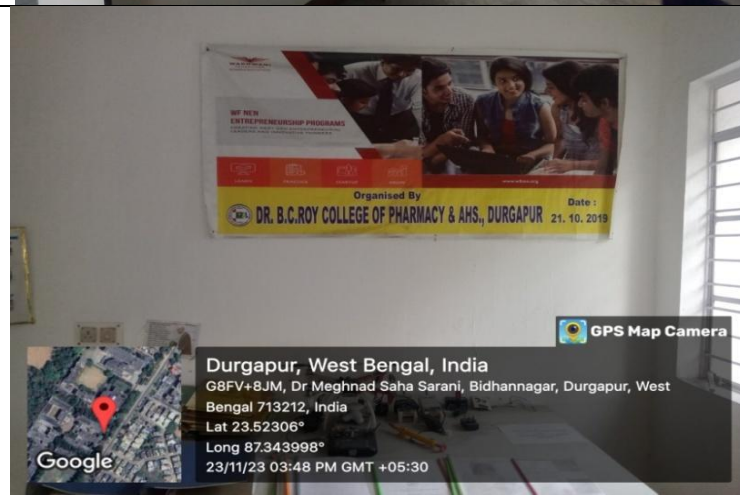 WF NEN
ENTREPRENEURSHIP PROGRAMS
Organised By
DR. B.C.ROY COLLEGE OF PHARMACY & AHS., DURGAPUR
Date :
21. 10. 2019
GPS Map Camera
Durgapur, West Bengal, India
G8FV+8JM, Dr Meghnad Saha Sarani, Bidhannagar, Durgapur, West
Bengal 713212, India
Lat 23.52306°
Long 87.343998°
23/11/23 03:48 PM GMT +05:30
Google